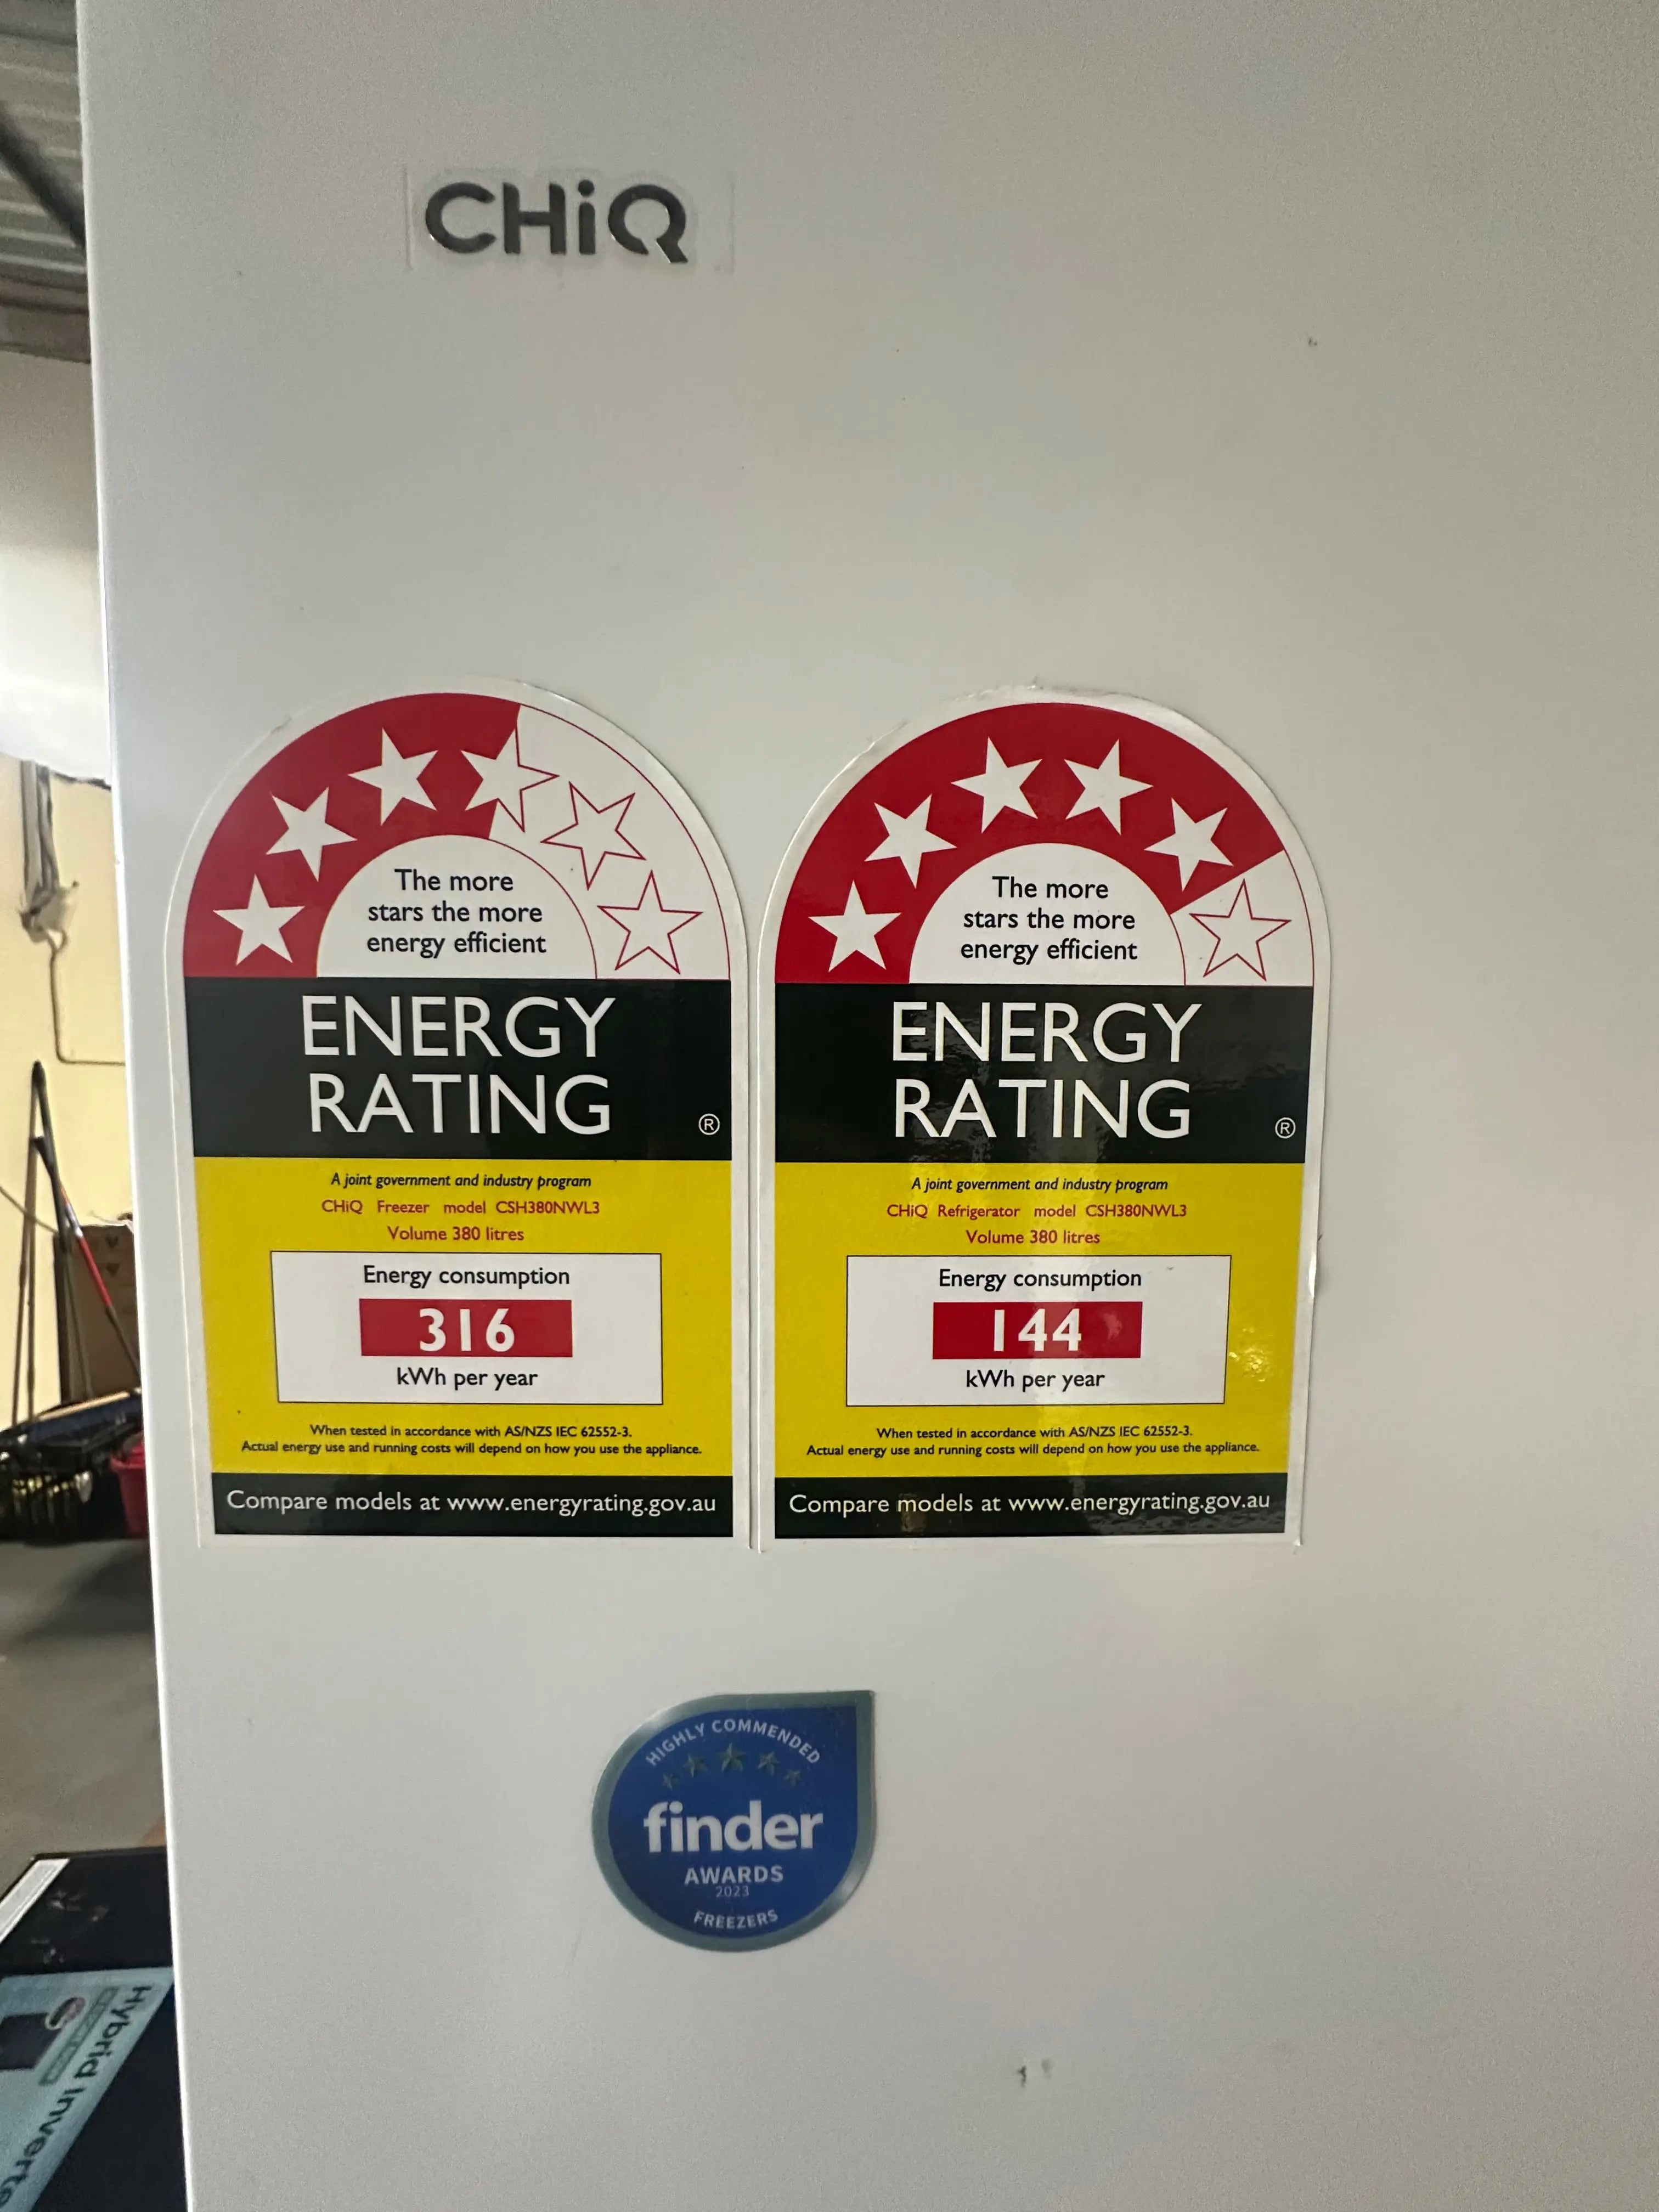 CHiQ
The more
stars the more
energy efficient
ENERGY
RATING
®
A joint government and industry program
CHiQ Freezer model CSH380NWL3
Volume 380 litres
Energy consumption
316
kWh per year
When tested in accordance with AS/NZS IEC 62552-3.
Actual energy use and running costs will depend on how you use the appliance.
Compare models at www.energyrating.gov.au
The more
stars the more
energy efficient
ENERGY
RATING
®
A joint government and industry program
CHiQ Refrigerator model CSH380NWL3
Volume 380 litres
Energy consumption
144
kWh per year
When tested in accordance with AS/NZS IEC 62552-3.
Actual energy use and running costs will depend on how you use the appliance.
Compare models at www.energyrating.gov.au
HIGHLY COMMENDED
finder
AWARDS
2023
FREEZERS
Hybrid Inverte